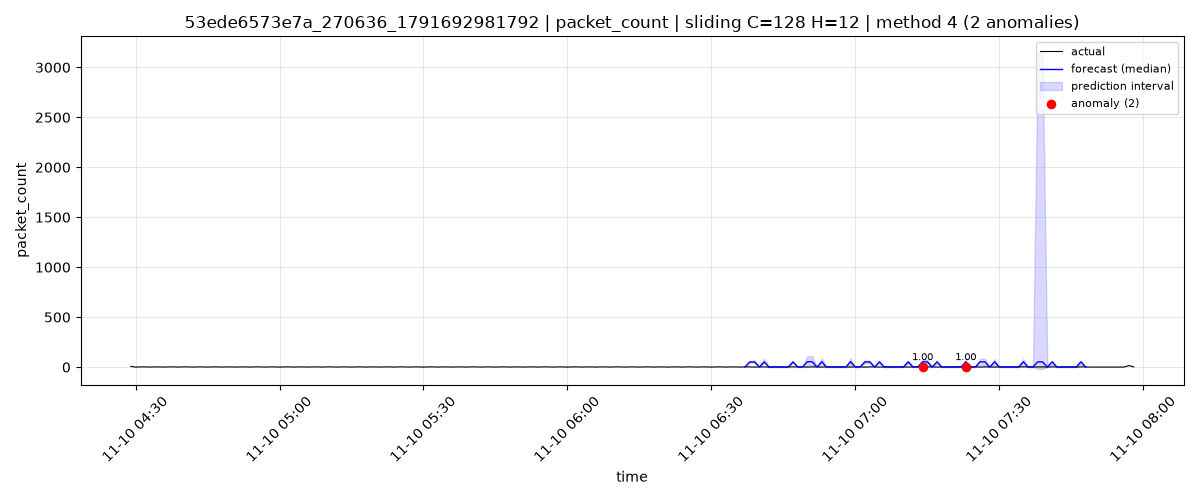 53ede6573e7a_270636_1791692981792 | packet_count | sliding C=128 H=12 | method 4 (2 anomalies)
packet_count
3000
2500
2000
1500
1000
500
0
actual
forecast (median)
prediction interval
anomaly (2)
1.00 1.00
11-10 04:30 11-10 05:00 11-10 05:30 11-10 06:00 11-10 06:30 11-10 07:00 11-10 07:30 11-10 08:00
time